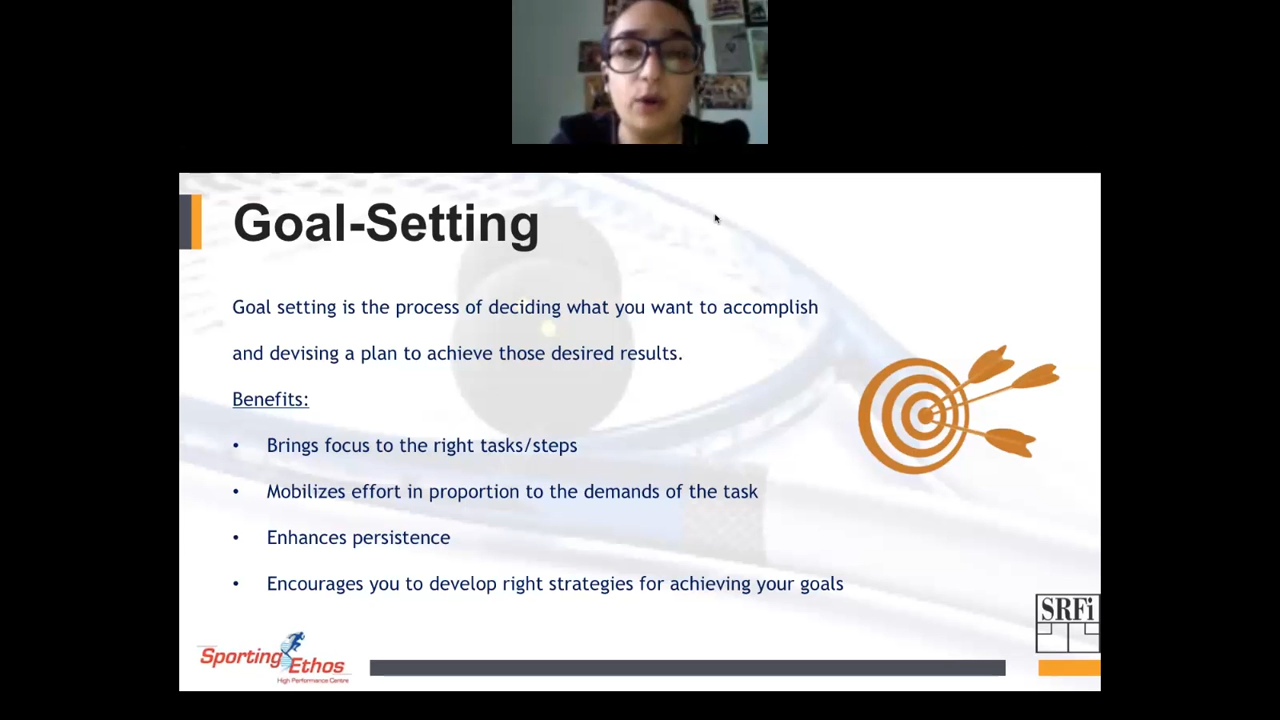 Goal-Setting
Goal setting is the process of deciding what you want to accomplish
and devising a plan to achieve those desired results.
Benefits:
• Brings focus to the right tasks/steps
• Mobilizes effort in proportion to the demands of the task
• Enhances persistence
• Encourages you to develop right strategies for achieving your goals
SRFi
Sporting Ethos
High Performance Centre